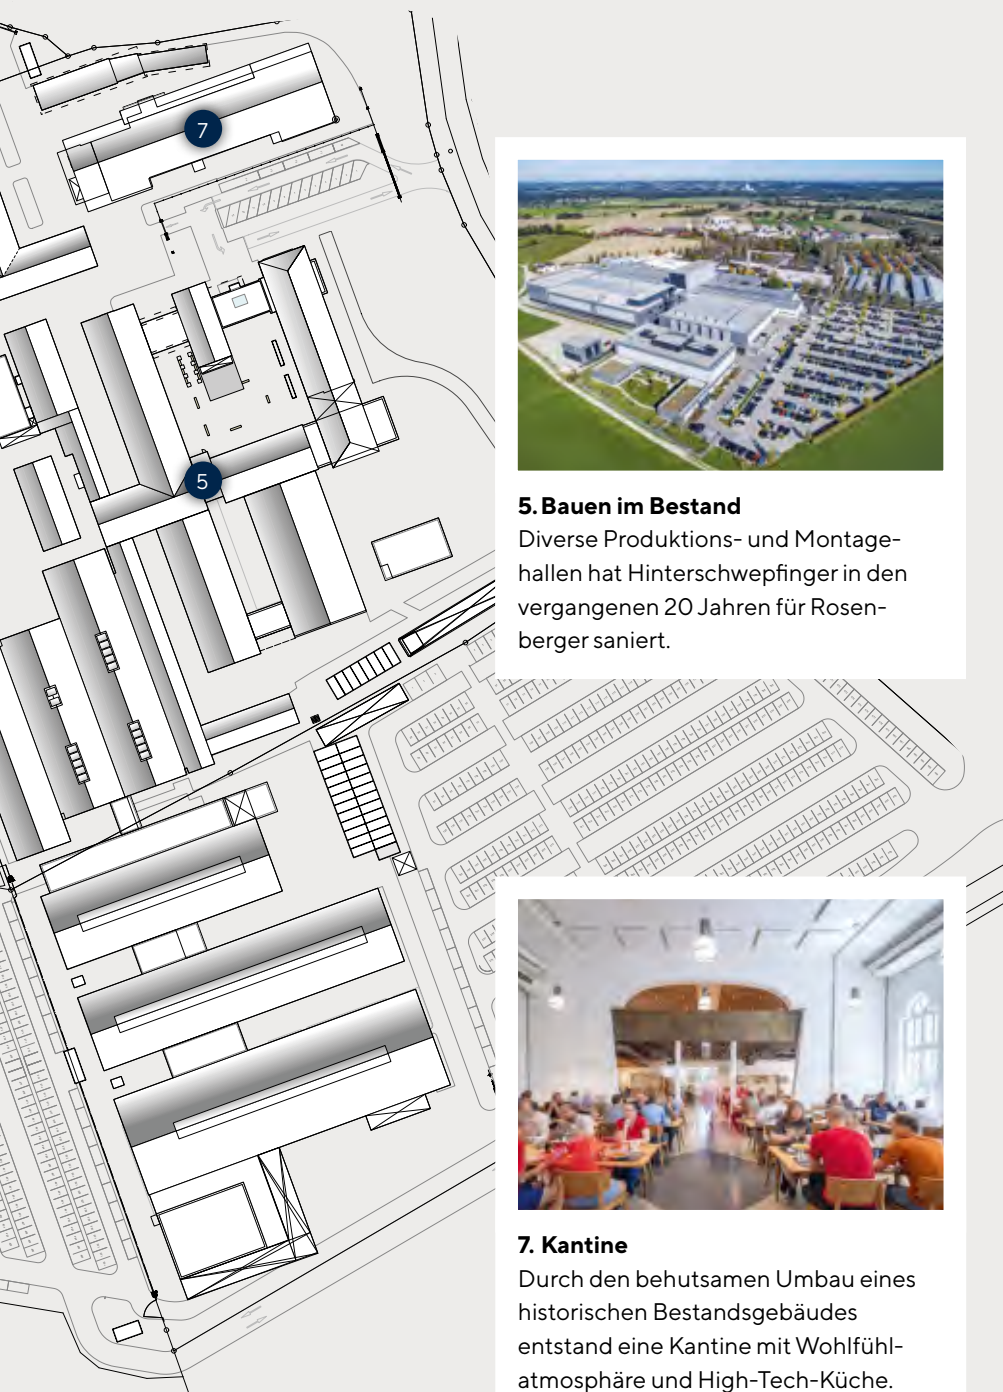 7
5
5. Bauen im Bestand
Diverse Produktions- und Montage-
hallen hat Hinterschwepfinger in den
vergangenen 20 Jahren für Rosen-
berger saniert.
7. Kantine
Durch den behutsamen Umbau eines
historischen Bestandsgebäudes
entstand eine Kantine mit Wohlfühl-
atmosphäre und High-Tech-Küche.